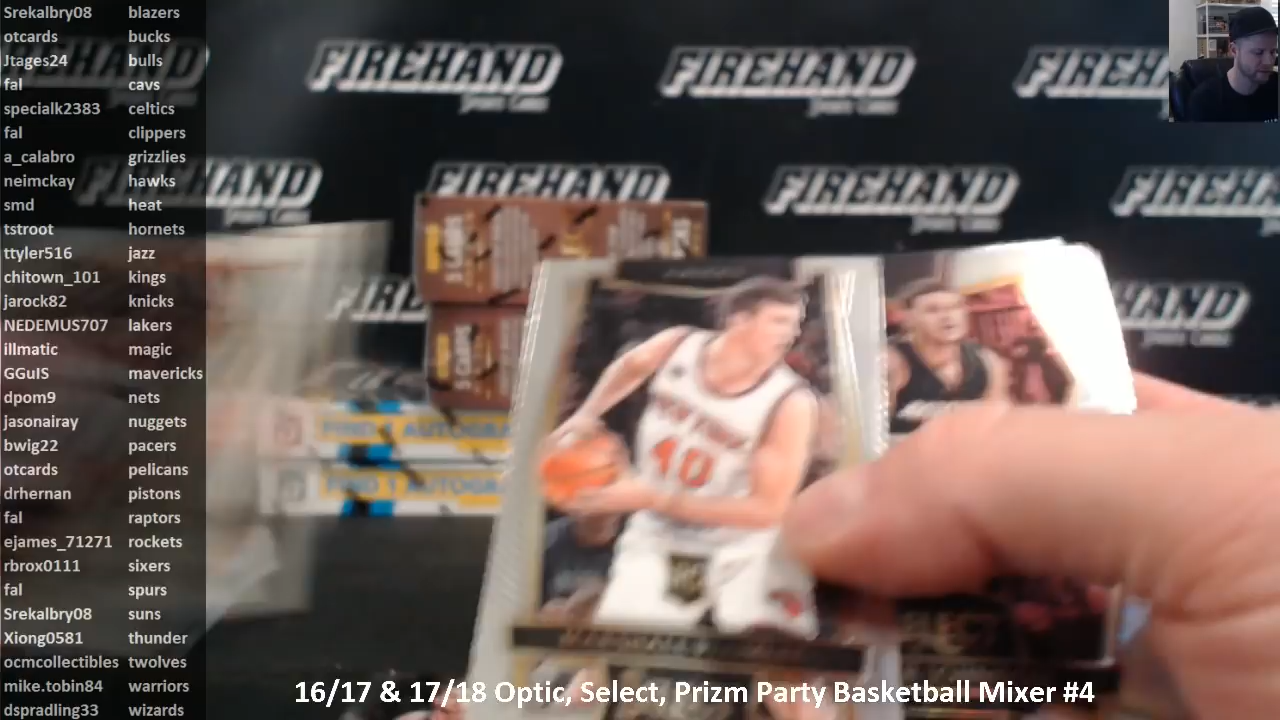 Srekalbry08 blazers
otcards bucks
Jtages24 bulls
fal cavs
specialk2383 celtics
fal clippers
a_calabro grizzlies
neimckay hawks
smd heat
tstroot hornets
ttyler516 jazz
chitown_101 kings
jarock82 knicks
NEDEMUS707 lakers
illmatic magic
GGuIS mavericks
dpom9 nets
jasonairay nuggets
bwig22 pacers
otcards pelicans
drhernan pistons
fal raptors
ejames_71271 rockets
rbrox0111 sixers
fal spurs
Srekalbry08 suns
Xiong0581 thunder
ocmcollectibles twolves
mike.tobin84 warriors
dspradling33 wizards
FIREHAND
FIREHAND
FIREHAND
FIREHAND
FIREHAND
FIREHAND
NEW YORK
40
RC
16/17 & 17/18 Optic, Select, Prizm Party Basketball Mixer #4